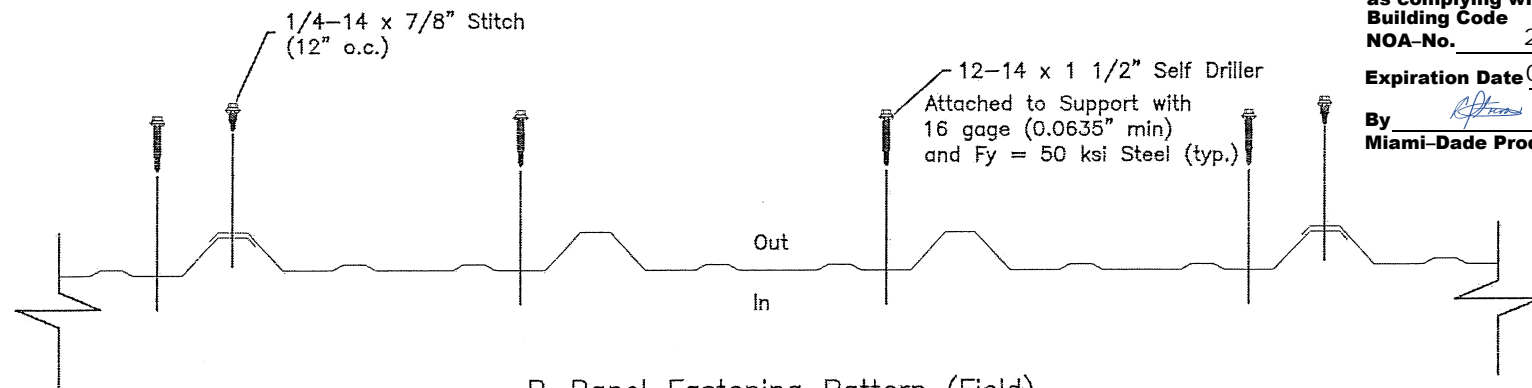 1/4-14 x 7/8" Stitch
(12" o.c.)
12-14 x 1 1/2" Self Driller
Attached to Support with
16 gage (0.0635" min)
and Fy = 50 ksi Steel (typ.)
Out
In
Building Code
NOA-No. 2
Expiration Date 0
By
Miami-Dade